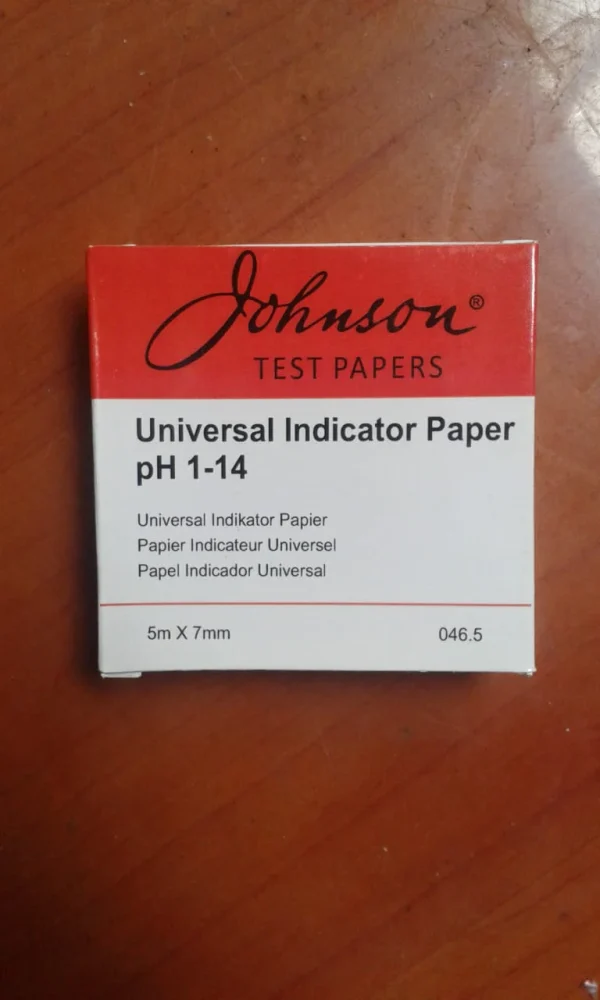 Johnson®
TEST PAPERS
Universal Indicator Paper
pH 1-14
Universal Indikator Papier
Papier Indicateur Universel
Papel Indicador Universal
5m X 7mm 046.5